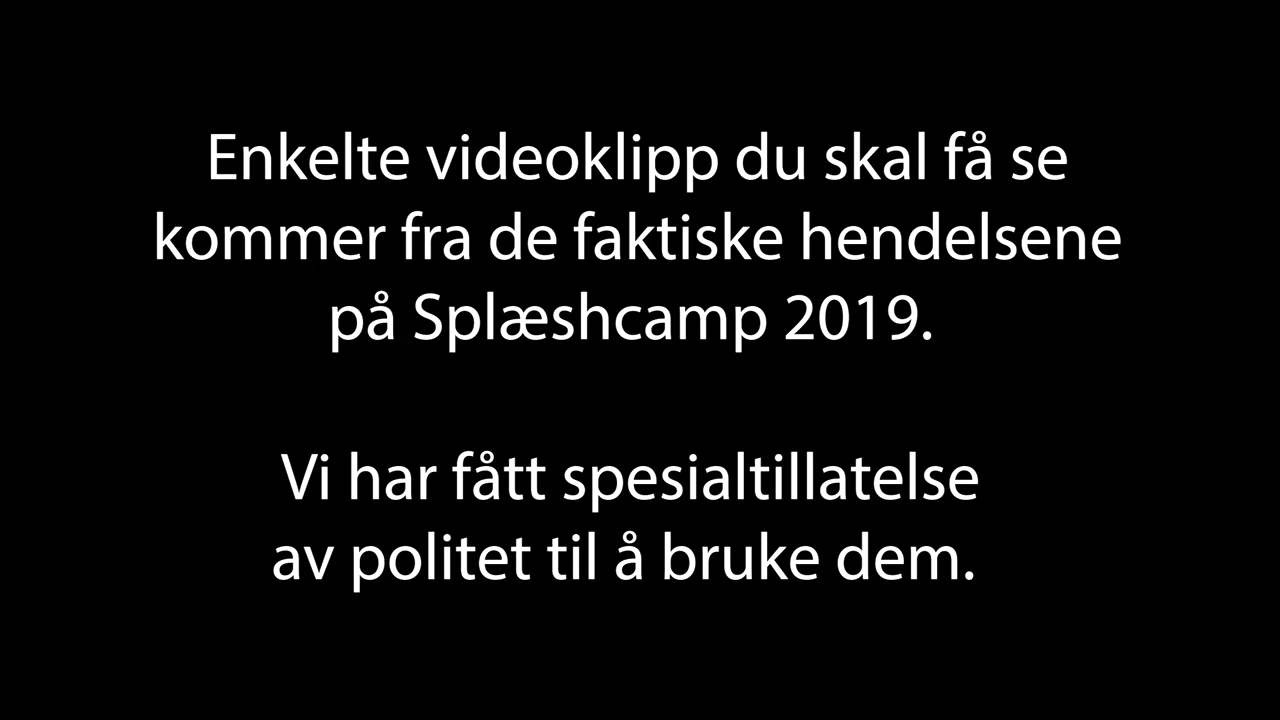 Enkelte videoklipp du skal få se
kommer fra de faktiske hendelsene
på Splæshcamp 2019.
Vi har fått spesialtillatelse
av politet til å bruke dem.